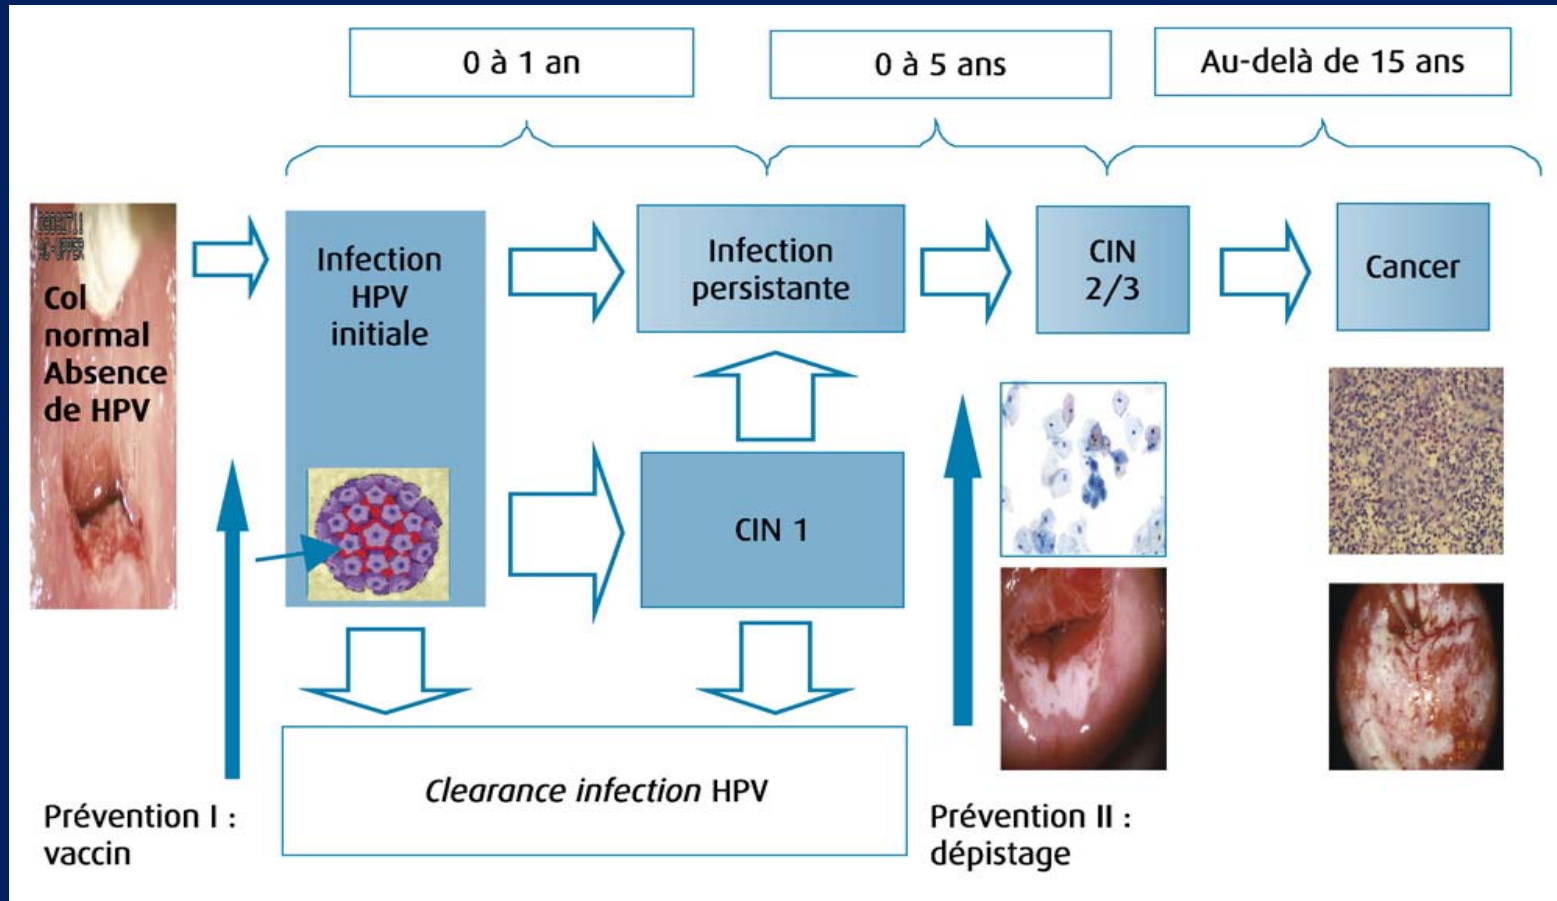 0 à 1 an
0 à 5 ans
Au-delà de 15 ans
Col
normal
Absence
de HPV
Infection
HPV
initiale
Infection
persistante
CIN
2/3
Cancer
CIN 1
Clearance infection HPV
Prévention I :
vaccin
Prévention II :
dépistage